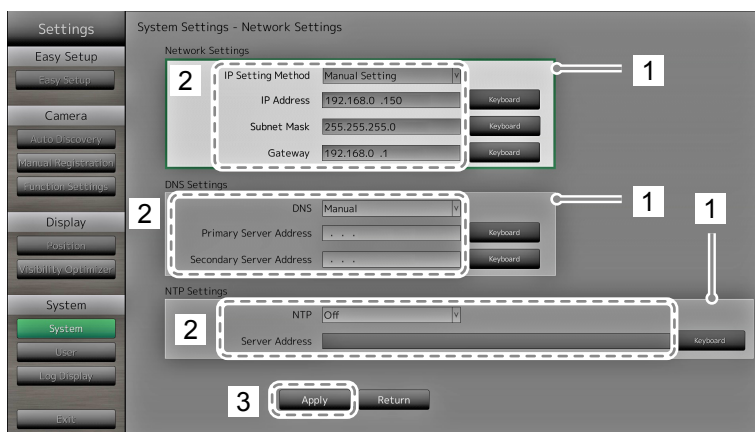 Settings
Easy Setup
Easy Setup
Camera
Auto Discovery
Manual Registration
Function Settings
Display
Position
Visibility Optimizer
System
System
User
Log Display
Exit
System Settings - Network Settings
Network Settings
1
2
IP Setting Method Manual Setting
IP Address 192.168.0 .150 Keyboard
Subnet Mask 255.255.255.0 Keyboard
Gateway 192.168.0 .1 Keyboard
DNS Settings
1
1
2
DNS Manual
Primary Server Address . . . Keyboard
Secondary Server Address . . . Keyboard
NTP Settings
2
NTP Off
Server Address Keyboard
3
Apply Return